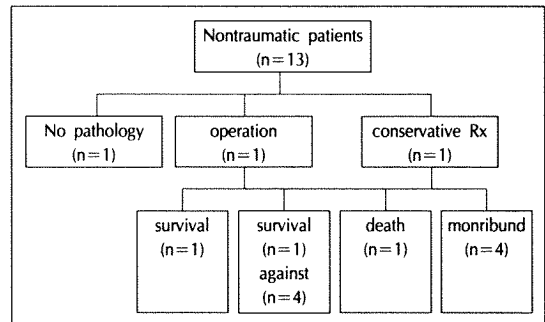 Nontraumatic patients
(n=13)
No pathology
(n=1)
operation
(n=1)
conservative Rx
(n=1)
survival
(n=1)
survival
(n=1)
against
(n=4)
death
(n=1)
monribund
(n=4)